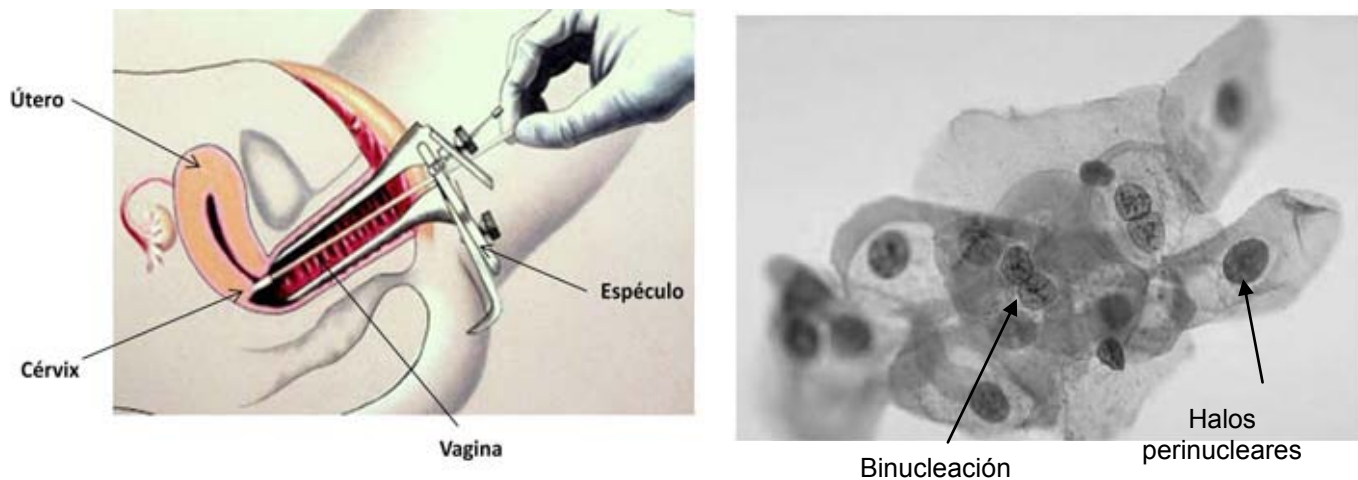 Útero
Espéculo
Cérvix
Vagina
Halos
perinucleares
Binucleación